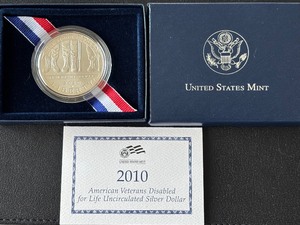 UNITED STATES MINT
2010
American Veterans Disabled
for Life Uncirculated Silver Dollar